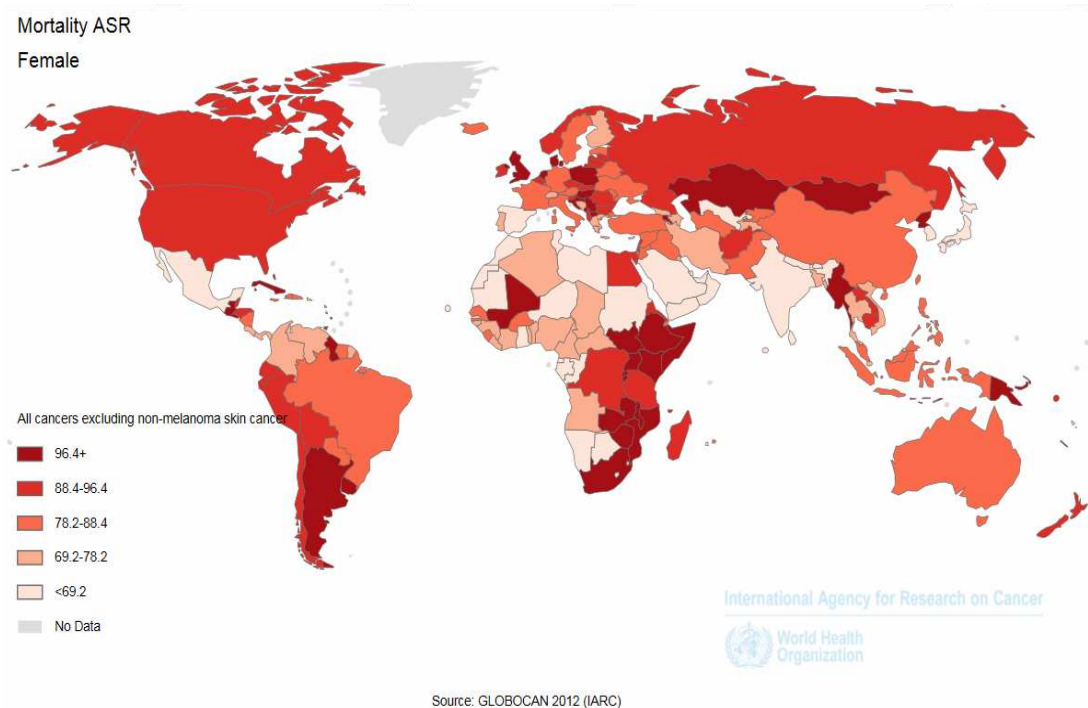 Mortality ASR
Female
All cancers excluding non-melanoma skin cancer
96.4+
88.4-96.4
78.2-88.4
69.2-78.2
<69.2
No Data
International Agency for Research on Cancer
World Health
Organization
Source: GLOBOCAN 2012 (IARC)